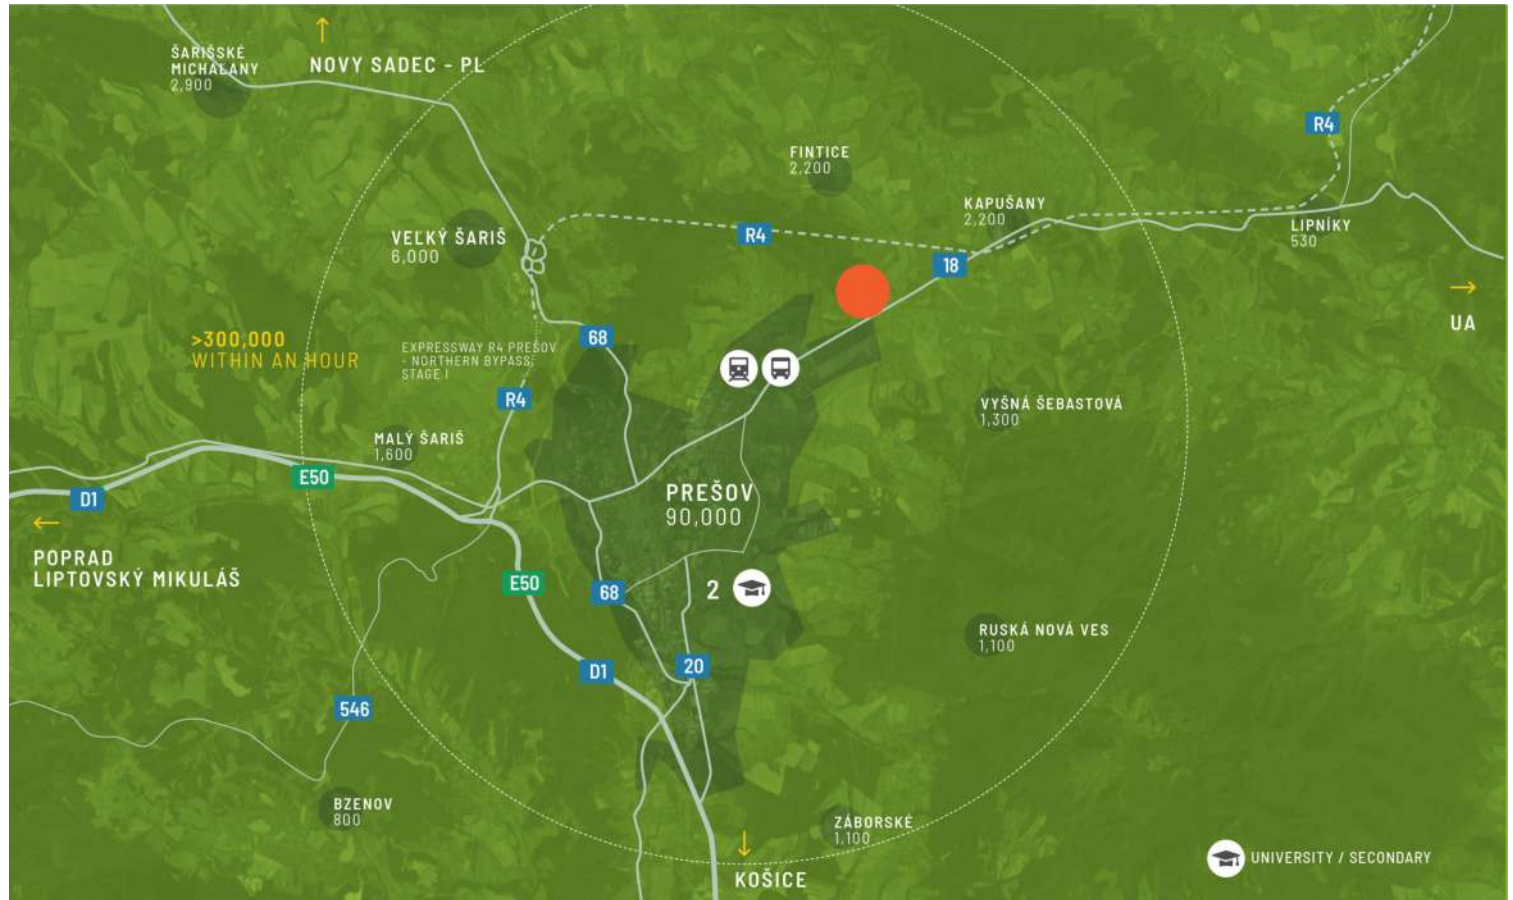 ŠARIŠSKÉ
MICHAĽANY
2,900
NOVY SADEC - PL
FINTICE
2,200
R4
KAPUŠANY
2,200
LIPNÍKY
530
VEĽKÝ ŠARIŠ
6,000
R4
18
UA
>300,000
WITHIN AN HOUR
EXPRESSWAY R4 PREŠOV
- NORTHERN BYPASS,
STAGE I
68
R4
VYŠNÁ ŠEBASTOVÁ
1,300
MALÝ ŠARIŠ
1,600
E50
D1
PREŠOV
90,000
POPRAD
LIPTOVSKÝ MIKULÁŠ
E50
68
2
RUSKÁ NOVÁ VES
1,100
D1
20
546
BZENOV
800
ZÁBORSKÉ
1,100
KOŠICE
UNIVERSITY / SECONDARY